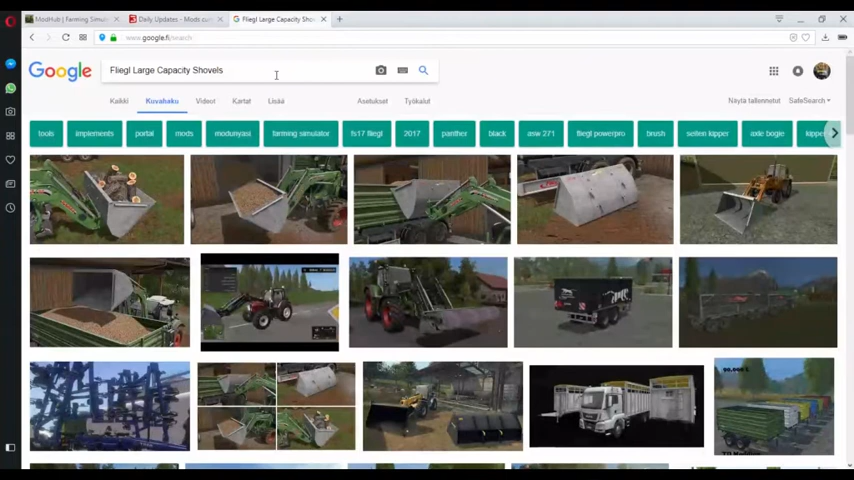 ModHub | Farming Simula
Daily Updates - Mods
Fliegl Large Capacity Shov
www.google.fi/search
Google
Fliegl Large Capacity Shovels
Kaikki
Kuvahaku
Videot
Kartat
Lisää
Asetukset
Työkalut
Näytä tallennetut
SafeSearch
tools
implements
portal
mods
modunyasi
farming simulator
fs17 fliegl
2017
panther
black
asw 271
fliegl powerpro
brush
seiten kipper
axle bogie
kipper